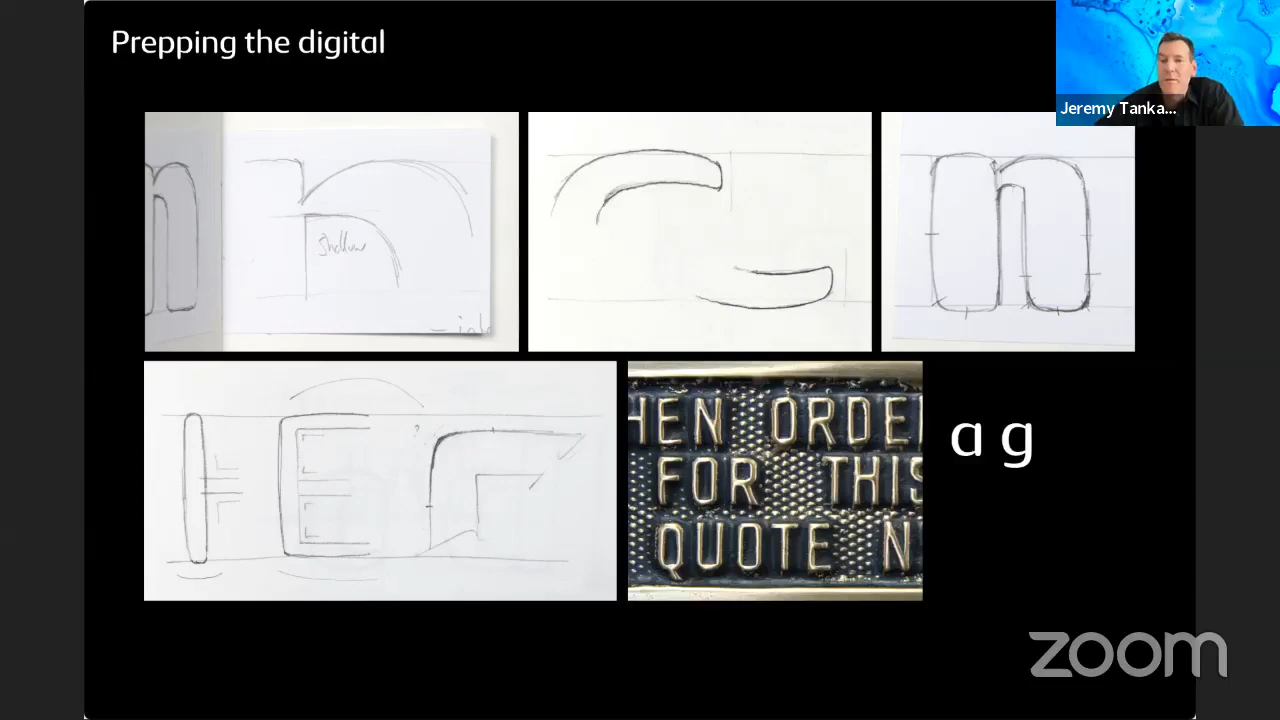 Prepping the digital
Jeremy Tanka...
n
n
Shallow
HEN ORDE
FOR THIS
QUOTE N
a g
zoom